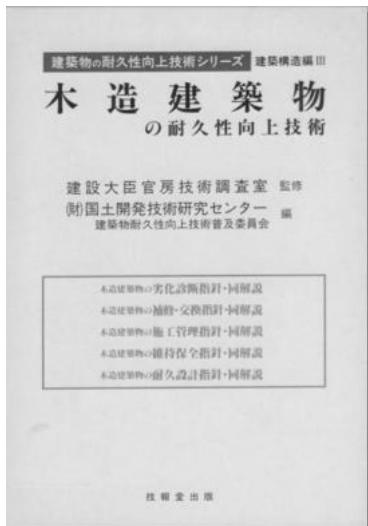 建築物の耐久性向上技術シリーズ 建築構造編Ⅲ
木造建築物
の耐久性向上技術
建設大臣官房技術調査室 監修
㈶国土開発技術研究センター
建築物耐久性向上技術普及委員会 編
木造建築物の劣化診断指針・同解説
木造建築物の補修・交換指針・同解説
木造建築物の施工管理指針・同解説
木造建築物の維持保全指針・同解説
木造建築物の耐久設計指針・同解説
技報堂出版